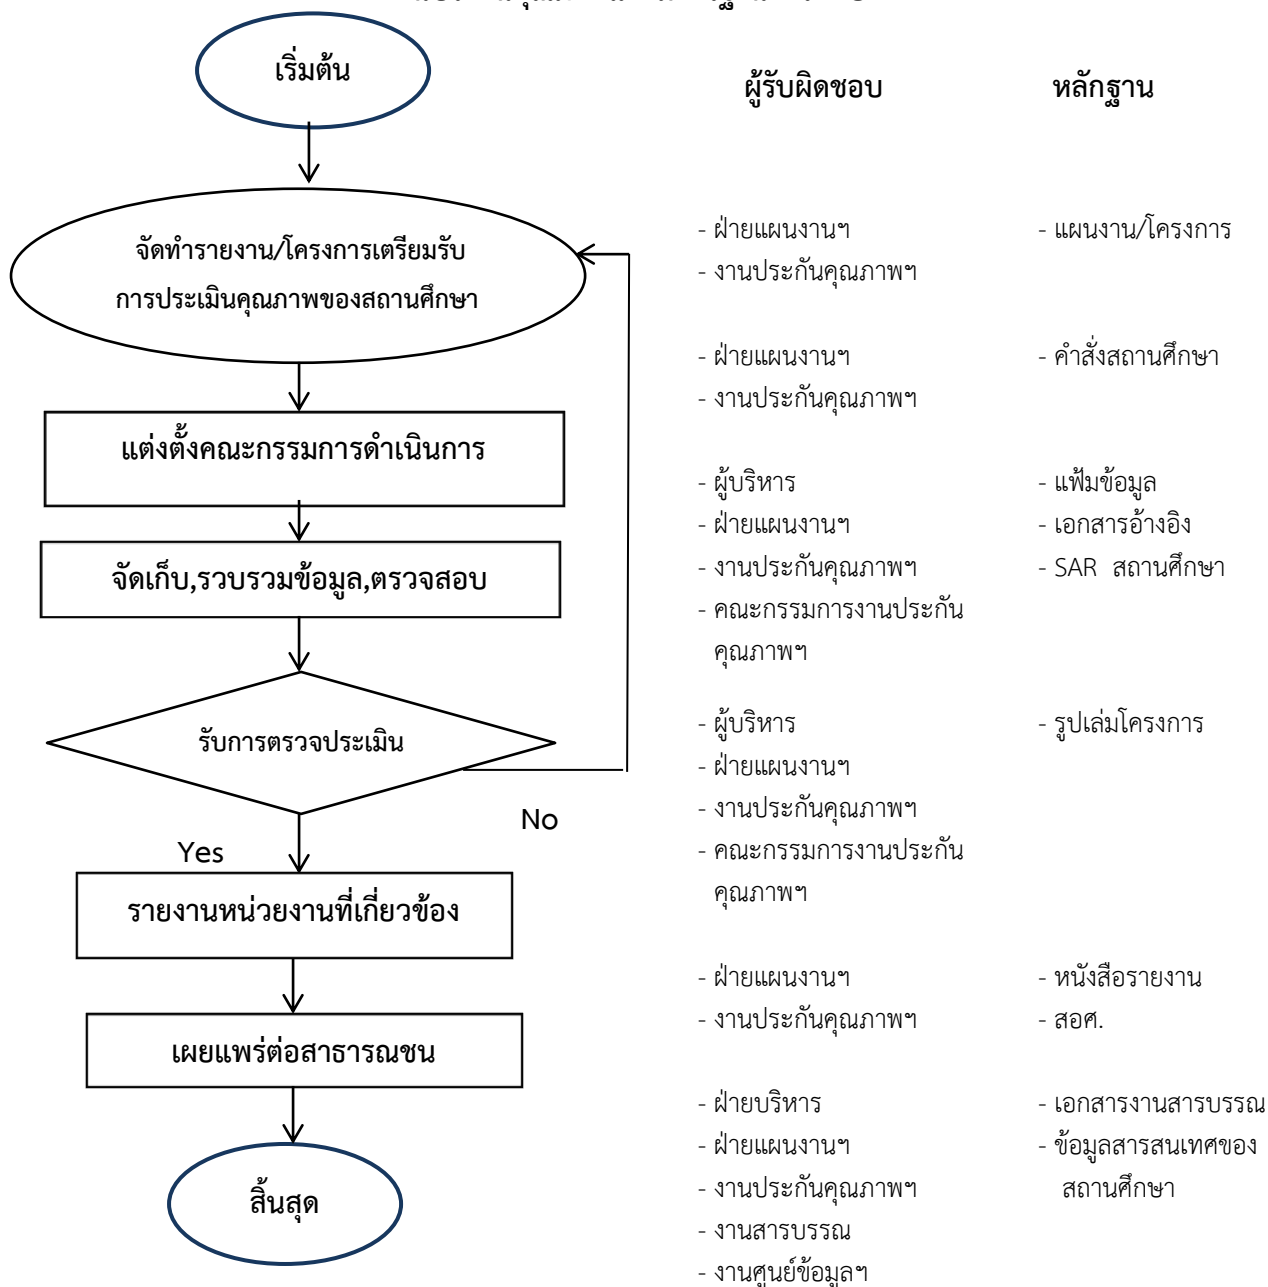 เริ่มต้น
ผู้รับผิดชอบ
หลักฐาน
จัดทำรายงาน/โครงการเตรียมรับ
การประเมินคุณภาพของสถานศึกษา
- ฝ่ายแผนงานฯ
- งานประกันคุณภาพฯ
- แผนงาน/โครงการ
- ฝ่ายแผนงานฯ
- งานประกันคุณภาพฯ
- คำสั่งสถานศึกษา
แต่งตั้งคณะกรรมการดำเนินการ
- ผู้บริหาร
- ฝ่ายแผนงานฯ
- งานประกันคุณภาพฯ
- คณะกรรมการงานประกัน
คุณภาพฯ
- แฟ้มข้อมูล
- เอกสารอ้างอิง
- SAR สถานศึกษา
จัดเก็บ,รวบรวมข้อมูล,ตรวจสอบ
รับการตรวจประเมิน
No
Yes
- ผู้บริหาร
- ฝ่ายแผนงานฯ
- งานประกันคุณภาพฯ
- คณะกรรมการงานประกัน
คุณภาพฯ
- รูปเล่มโครงการ
รายงานหน่วยงานที่เกี่ยวข้อง
- ฝ่ายแผนงานฯ
- งานประกันคุณภาพฯ
- หนังสือรายงาน
- สอศ.
เผยแพร่ต่อสาธารณชน
- ฝ่ายบริหาร
- ฝ่ายแผนงานฯ
- งานประกันคุณภาพฯ
- งานสารบรรณ
- งานศูนย์ข้อมูลฯ
- เอกสารงานสารบรรณ
- ข้อมูลสารสนเทศของ
สถานศึกษา
สิ้นสุด